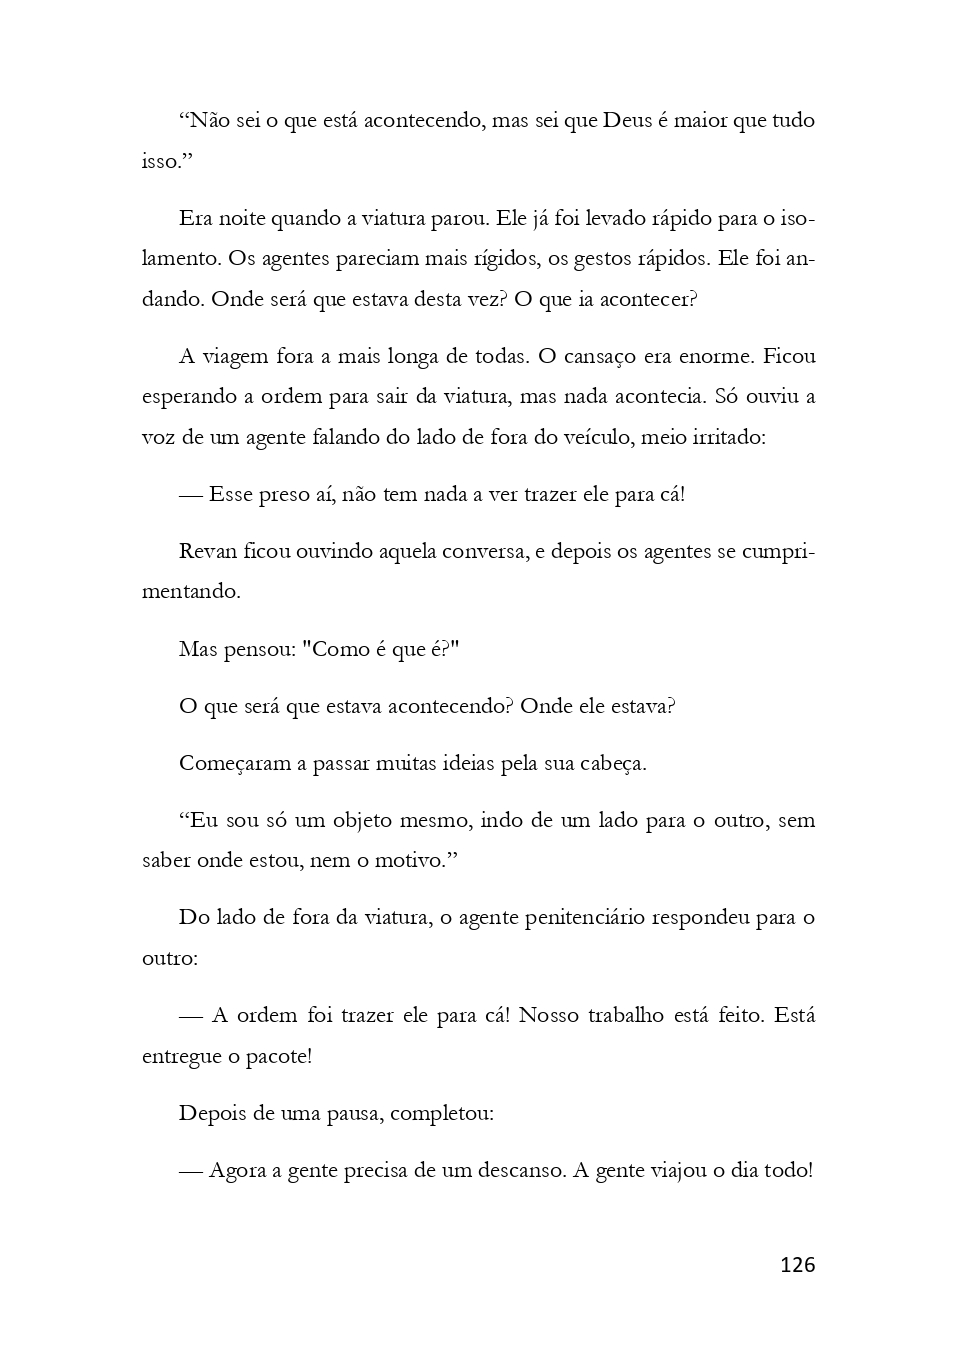 “Não sei o que está acontecendo, mas sei que Deus é maior que tudo
isso.”
Era noite quando a viatura parou. Ele já foi levado rápido para o iso-
lamento. Os agentes pareciam mais rígidos, os gestos rápidos. Ele foi an-
dando. Onde será que estava desta vez? O que ia acontecer?
A viagem fora a mais longa de todas. O cansaço era enorme. Ficou
esperando a ordem para sair da viatura, mas nada acontecia. Só ouviu a
voz de um agente falando do lado de fora do veículo, meio irritado:
— Esse preso aí, não tem nada a ver trazer ele para cá!
Revan ficou ouvindo aquela conversa, e depois os agentes se cumpri-
mentando.
Mas pensou: "Como é que é?"
O que será que estava acontecendo? Onde ele estava?
Começaram a passar muitas ideias pela sua cabeça.
“Eu sou só um objeto mesmo, indo de um lado para o outro, sem
saber onde estou, nem o motivo.”
Do lado de fora da viatura, o agente penitenciário respondeu para o
outro:
— A ordem foi trazer ele para cá! Nosso trabalho está feito. Está
entregue o pacote!
Depois de uma pausa, completou:
— Agora a gente precisa de um descanso. A gente viajou o dia todo!
126